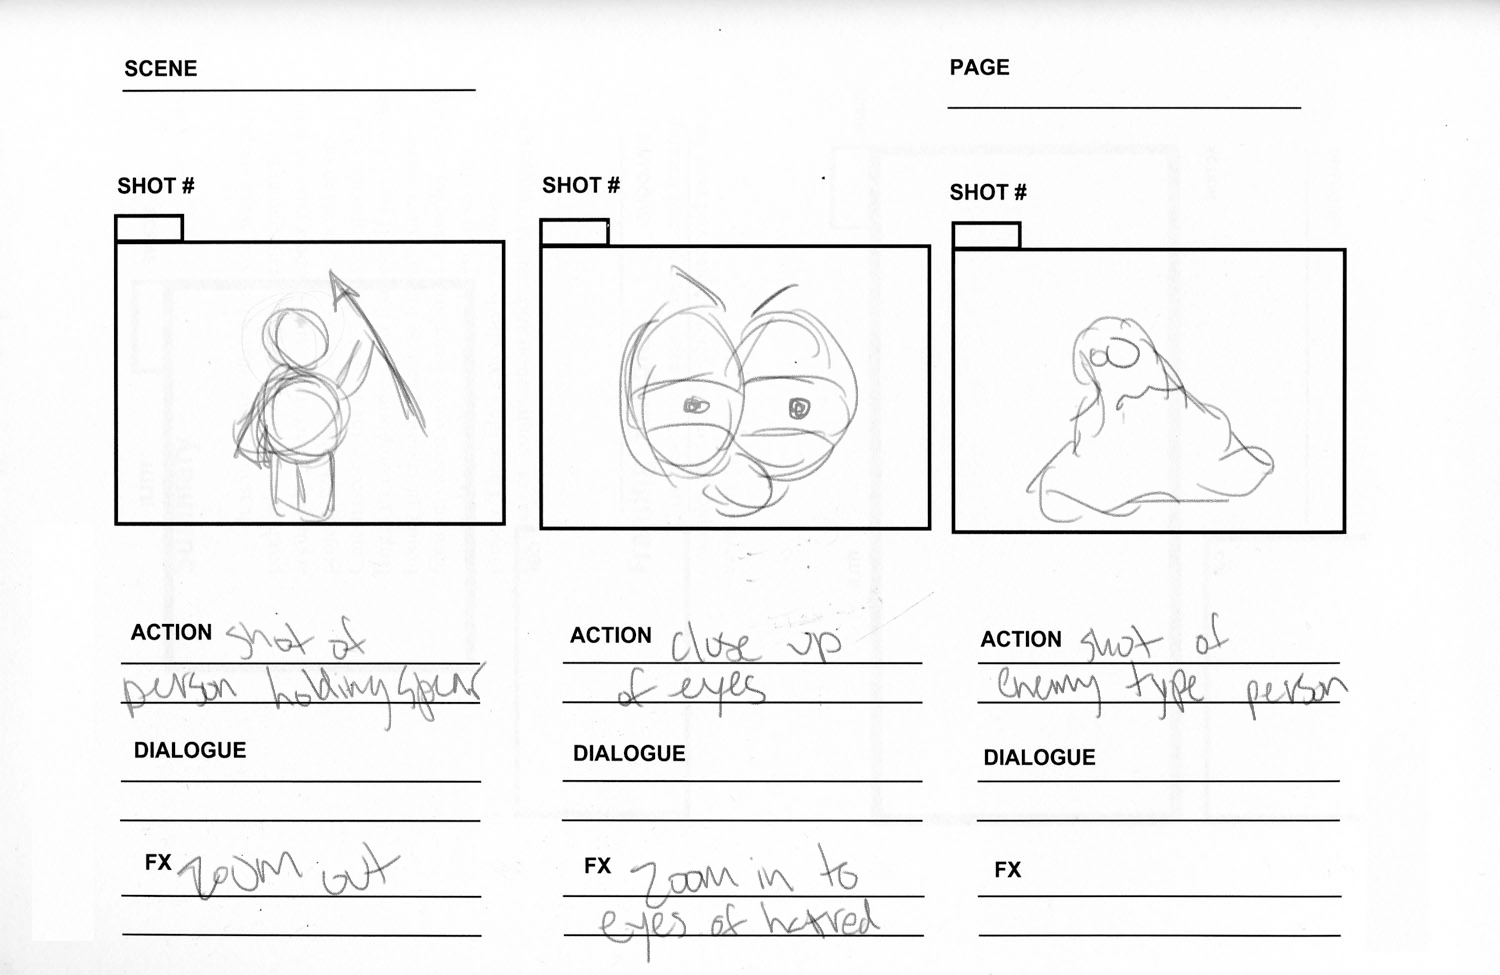 SCENE
PAGE
SHOT #
SHOT #
SHOT #
ACTION shot of
person holding spear
DIALOGUE
FX zoom out
ACTION close up
of eyes
DIALOGUE
FX zoom in to
eyes of hatred
ACTION shot of
enemy type person
DIALOGUE
FX